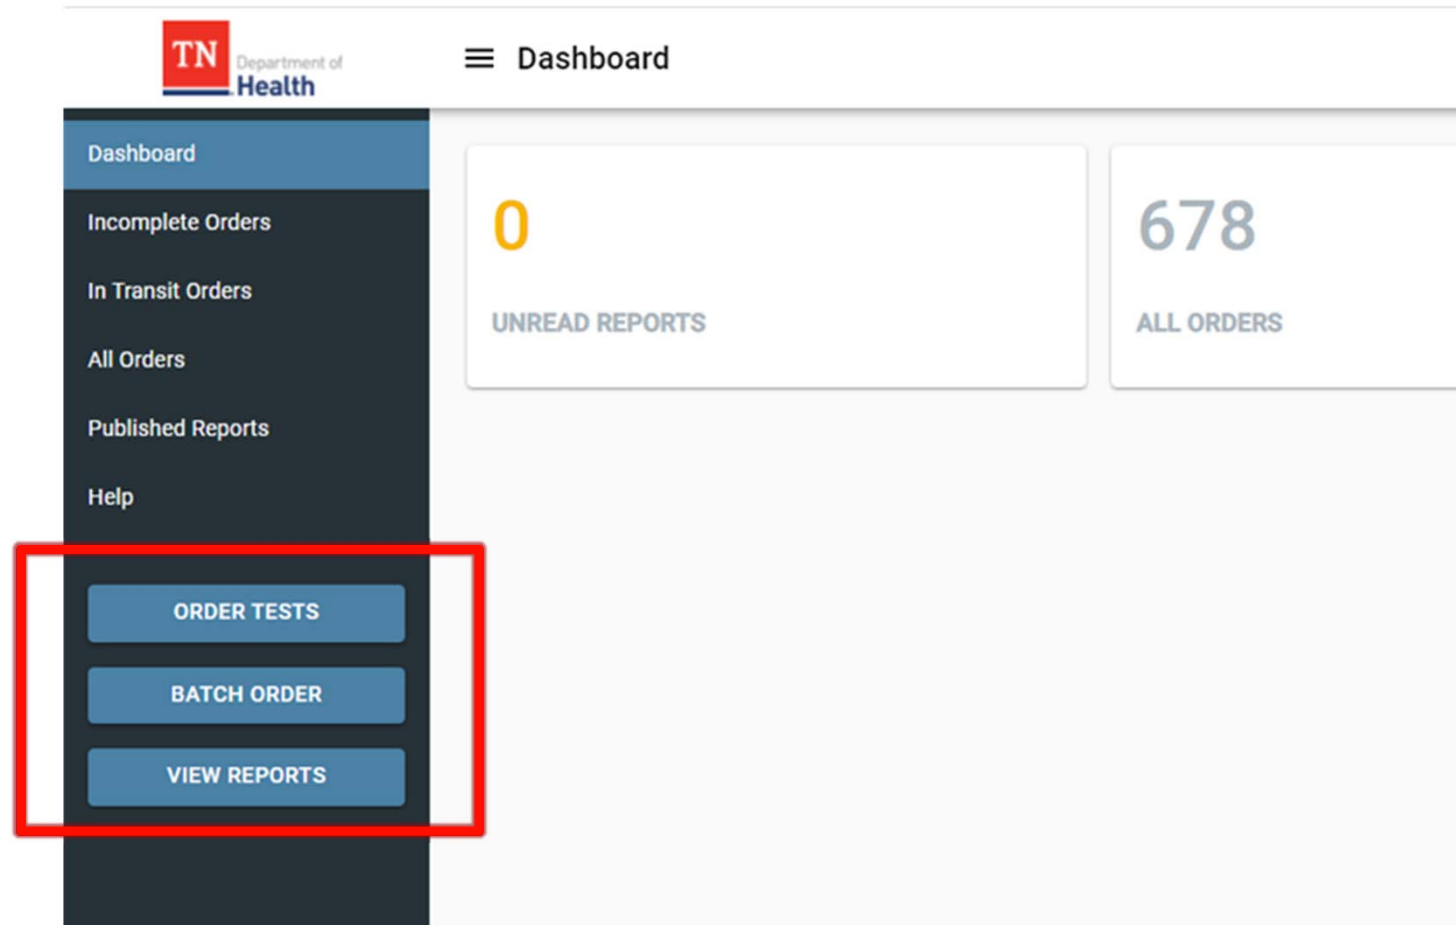 TN
Department of
Health
Dashboard
Dashboard
Incomplete Orders
In Transit Orders
All Orders
Published Reports
Help
ORDER TESTS
BATCH ORDER
VIEW REPORTS
0
UNREAD REPORTS
678
ALL ORDERS